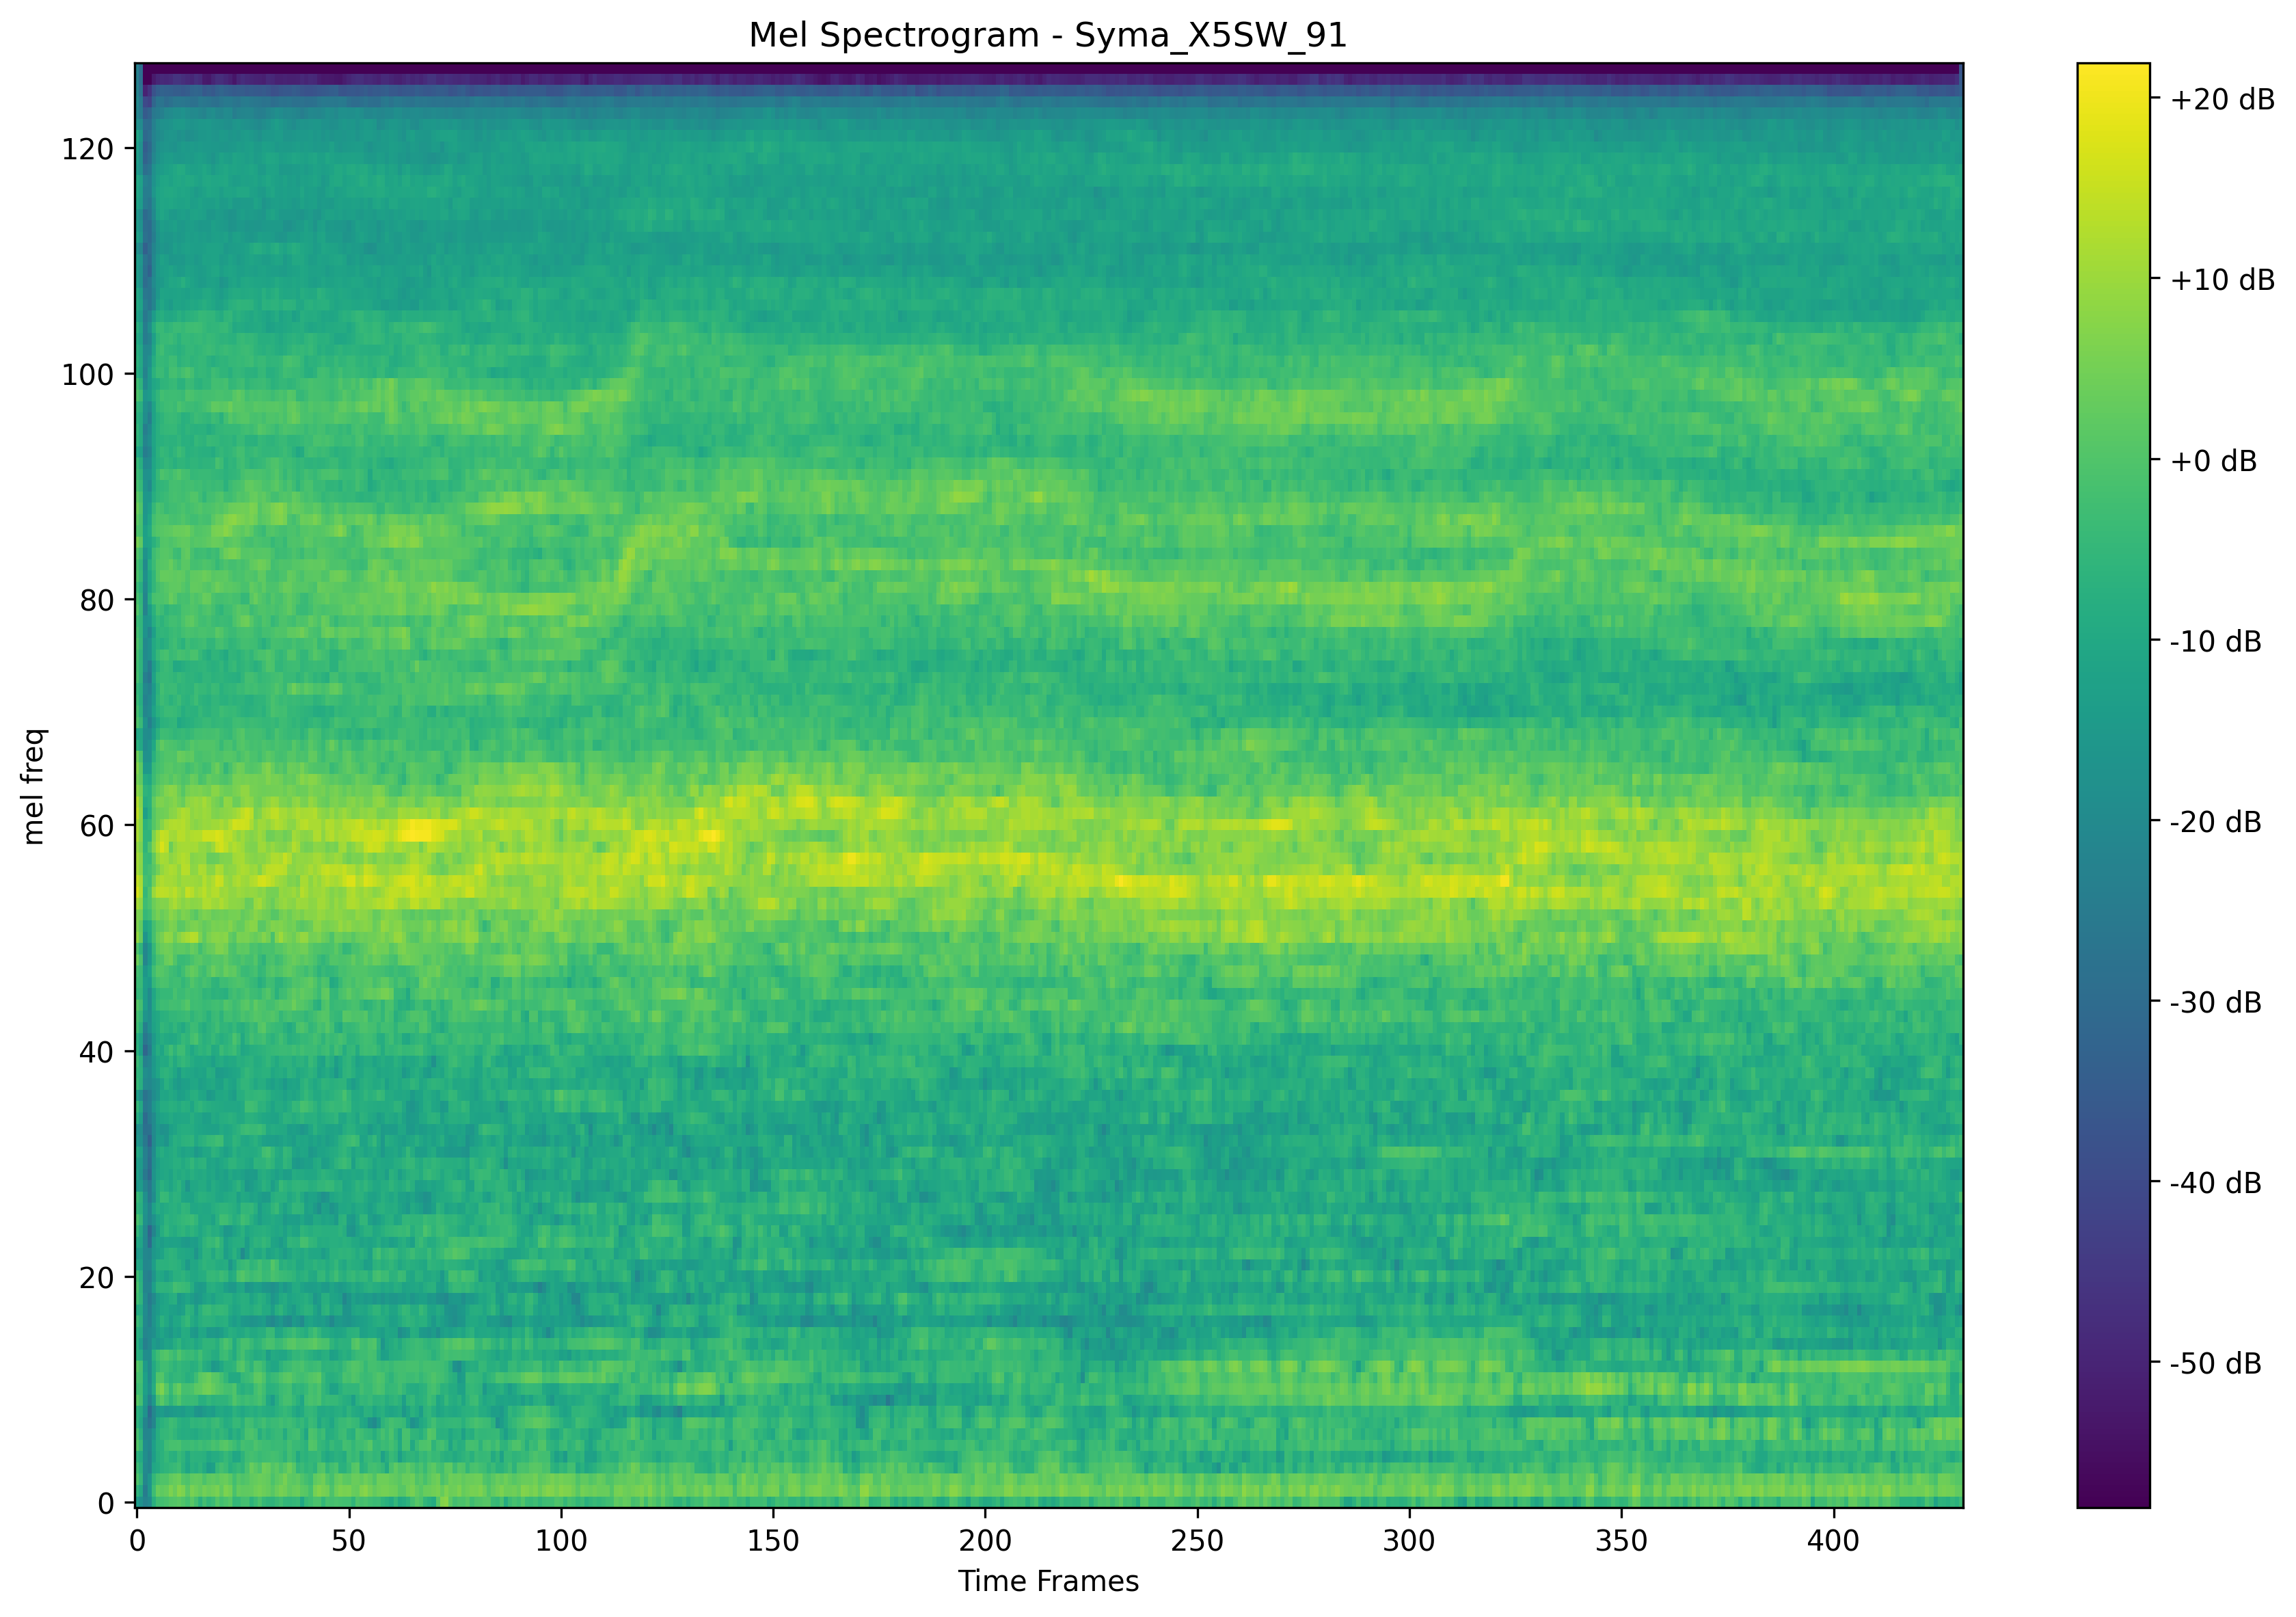 Mel Spectrogram - Syma_X5SW_91
mel freq
120
100
80
60
40
20
0
0 50 100 150 200 250 300 350 400
Time Frames
+20 dB
+10 dB
+0 dB
-10 dB
-20 dB
-30 dB
-40 dB
-50 dB